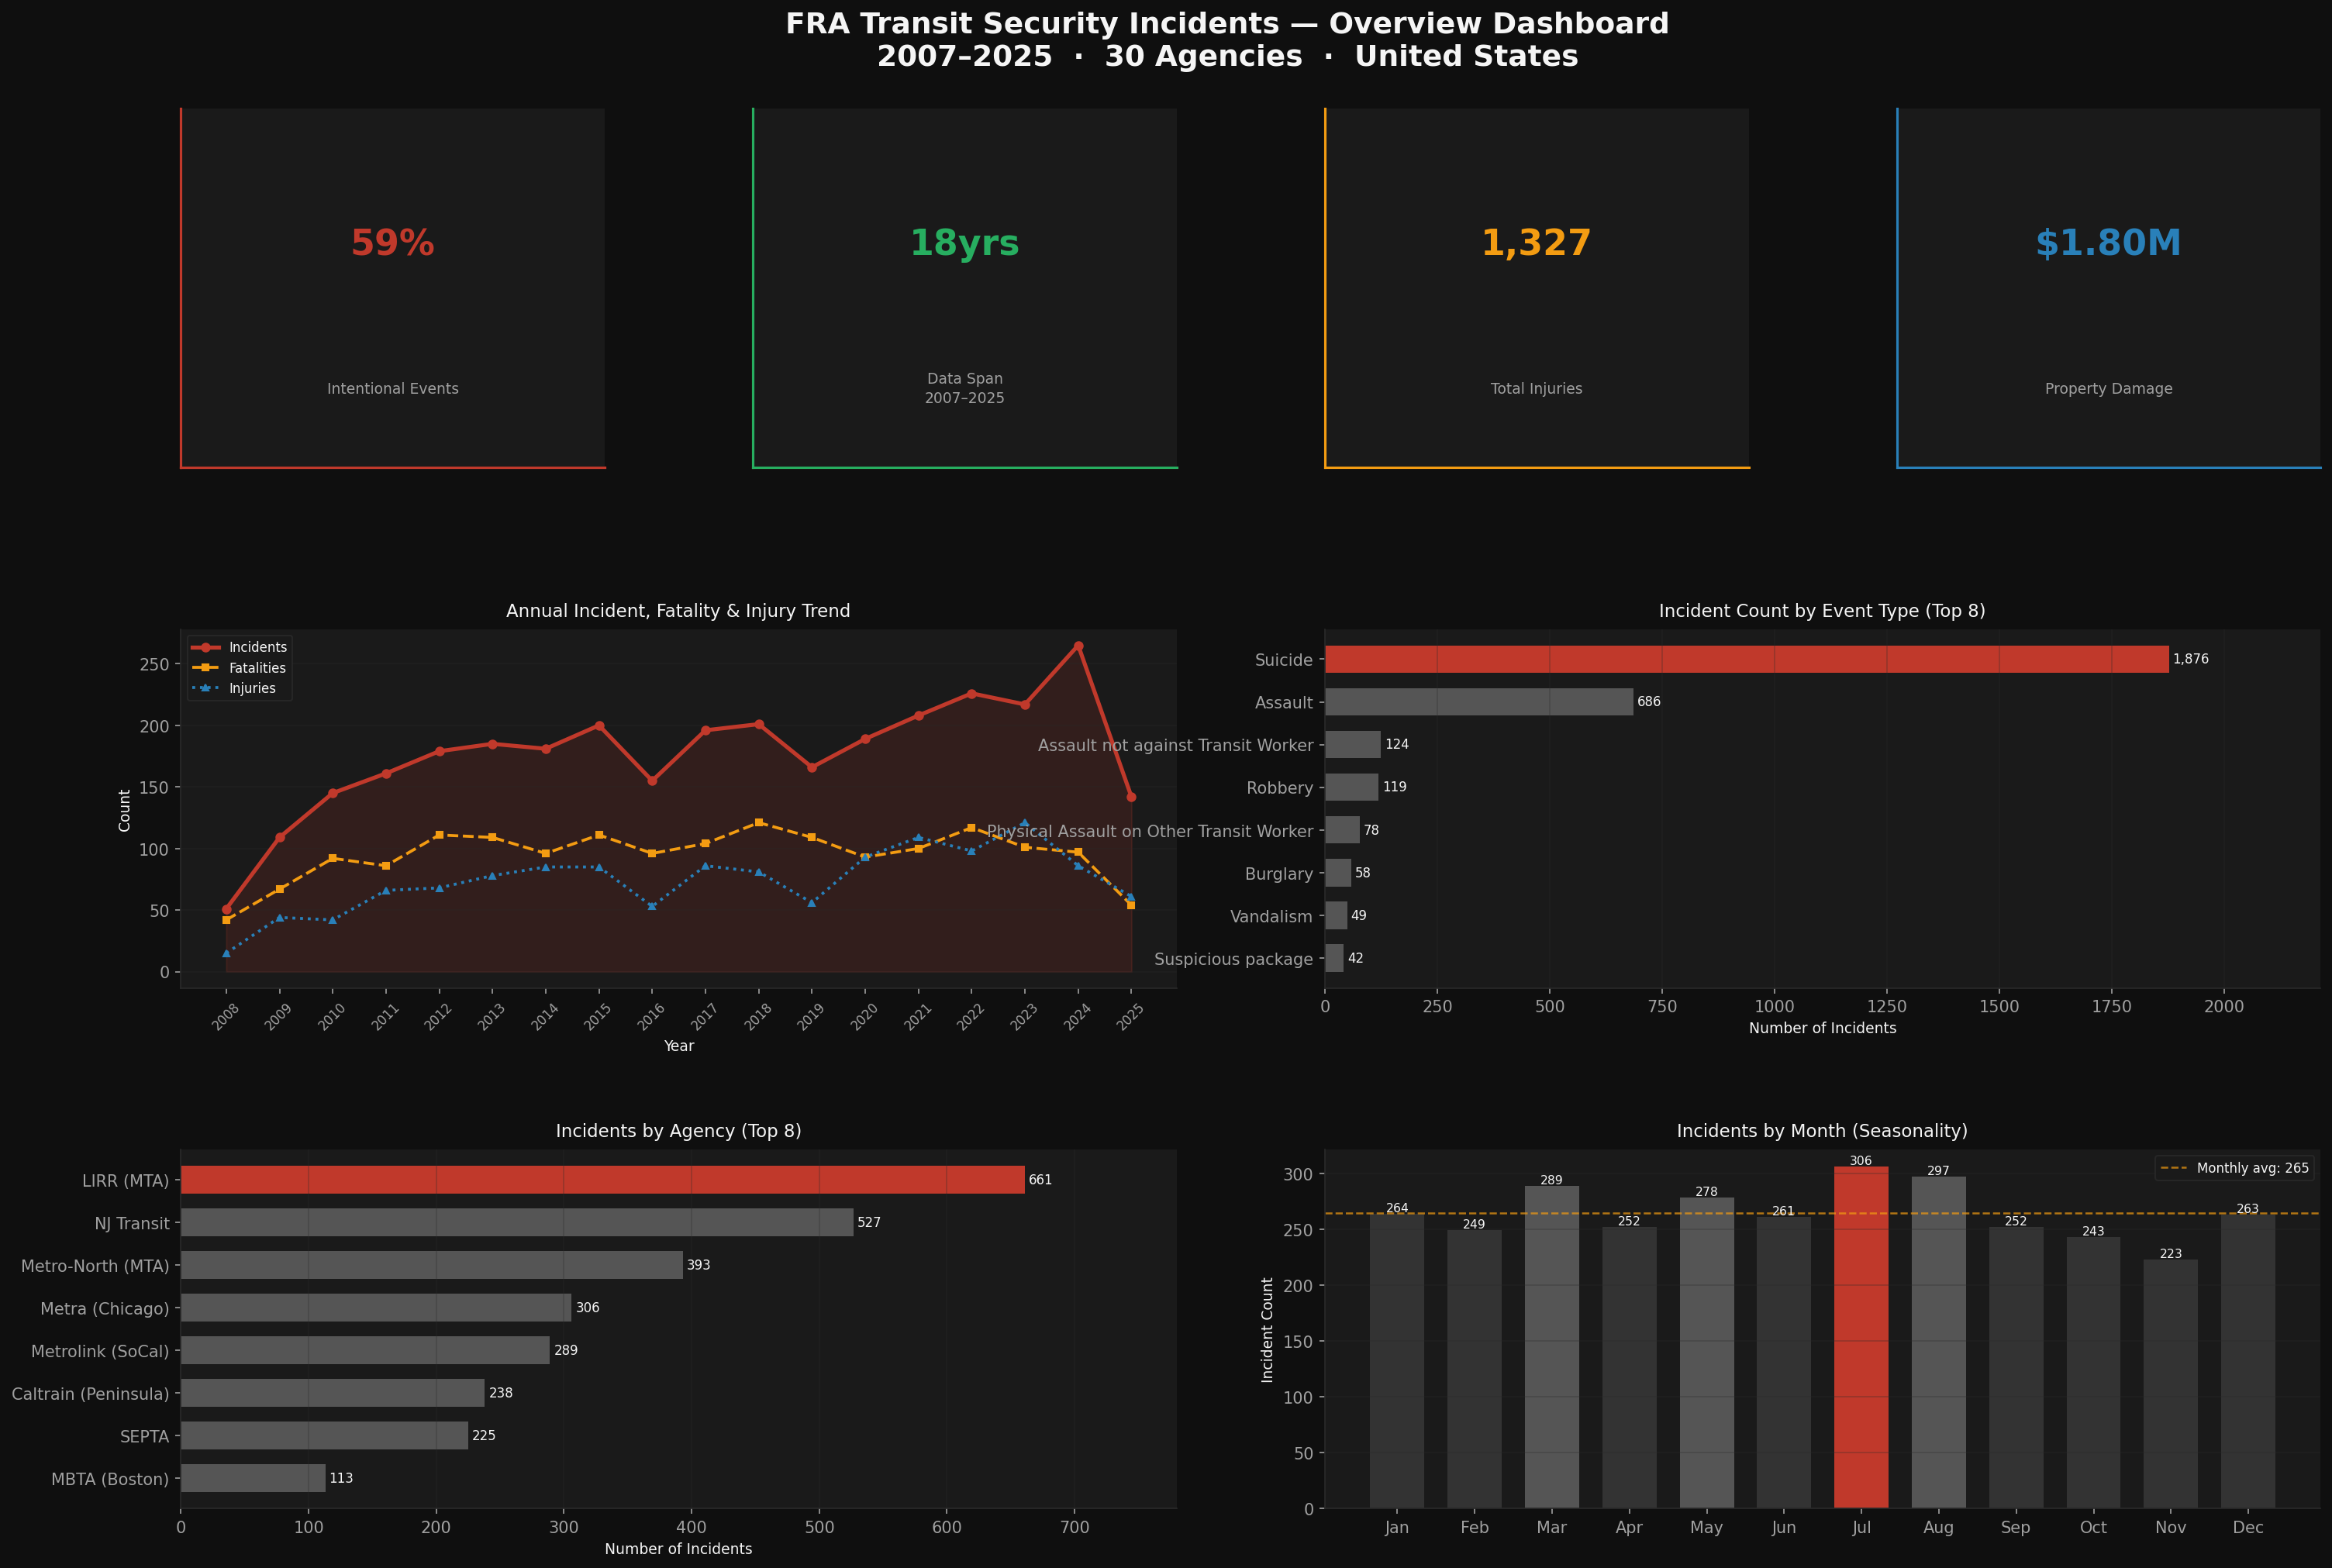 FRA Transit Security Incidents — Overview Dashboard
2007–2025  ·  30 Agencies  ·  United States
59%
Intentional Events
18yrs
Data Span
2007–2025
1,327
Total Injuries
$1.80M
Property Damage
Annual Incident, Fatality & Injury Trend
Incidents
Fatalities
Injuries
Count
250
200
150
100
50
0
2008 2009 2010 2011 2012 2013 2014 2015 2016 2017 2018 2019 2020 2021 2022 2023 2024 2025
Year
Incident Count by Event Type (Top 8)
Suicide 1,876
Assault 686
Assault not against Transit Worker 124
Robbery 119
Physical Assault on Other Transit Worker 78
Burglary 58
Vandalism 49
Suspicious package 42
0 250 500 750 1000 1250 1500 1750 2000
Number of Incidents
Incidents by Agency (Top 8)
LIRR (MTA) 661
NJ Transit 527
Metro-North (MTA) 393
Metra (Chicago) 306
Metrolink (SoCal) 289
Caltrain (Peninsula) 238
SEPTA 225
MBTA (Boston) 113
0 100 200 300 400 500 600 700
Number of Incidents
Incidents by Month (Seasonality)
Monthly avg: 265
Incident Count
300
250
200
150
100
50
0
264 249 289 252 278 261 306 297 252 243 223 263
Jan Feb Mar Apr May Jun Jul Aug Sep Oct Nov Dec